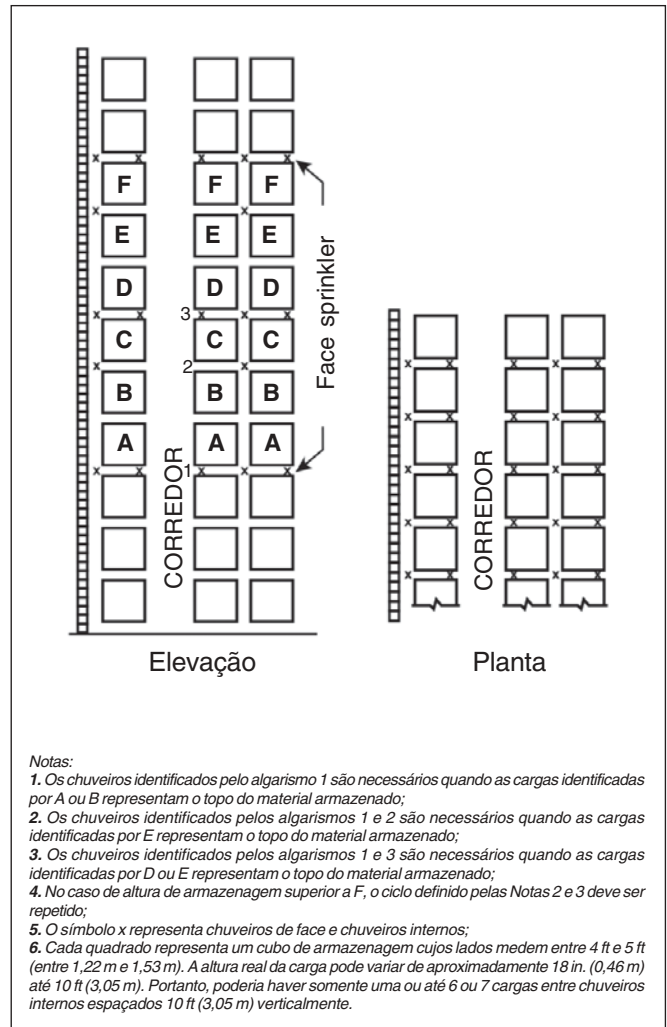 F F F
E E E
D D D
3
C C C
2
B B B
A A A
1
CORREDOR
Face sprinkler
CORREDOR
Elevação
Planta
Notas:
1. Os chuveiros identificados pelo algarismo 1 são necessários quando as cargas identificadas
por A ou B representam o topo do material armazenado;
2. Os chuveiros identificados pelos algarismos 1 e 2 são necessários quando as cargas
identificadas por E representam o topo do material armazenado;
3. Os chuveiros identificados pelos algarismos 1 e 3 são necessários quando as cargas
identificadas por D ou E representam o topo do material armazenado;
4. No caso de altura de armazenagem superior a F, o ciclo definido pelas Notas 2 e 3 deve ser
repetido;
5. O símbolo x representa chuveiros de face e chuveiros internos;
6. Cada quadrado representa um cubo de armazenagem cujos lados medem entre 4 ft e 5 ft
(entre 1,22 m e 1,53 m). A altura real da carga pode variar de aproximadamente 18 in. (0,46 m)
até 10 ft (3,05 m). Portanto, poderia haver somente uma ou até 6 ou 7 cargas entre chuveiros
internos espaçados 10 ft (3,05 m) verticalmente.